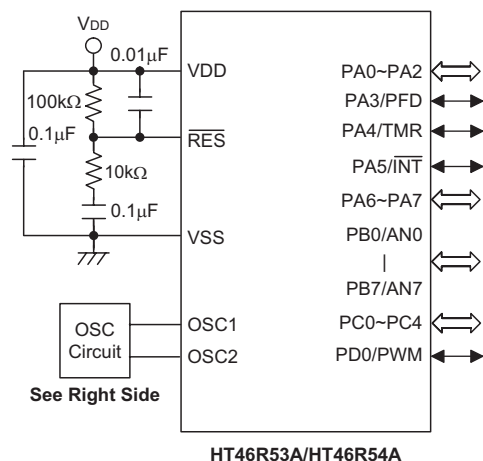 VDD
0.01μF
VDD
100kΩ
RES
0.1μF
10kΩ
0.1μF
VSS
OSC
Circuit
OSC1
OSC2
See Right Side
PA0~PA2
PA3/PFD
PA4/TMR
PA5/INT
PA6~PA7
PB0/AN0
|
PB7/AN7
PC0~PC4
PD0/PWM
HT46R53A/HT46R54A